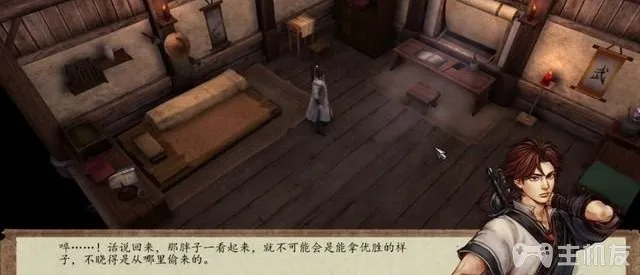 武
哗……！话说回来，那胖子一看起来，就不可能会是能拿优胜的样
子，不晓得是从哪里偷来的。
主机友